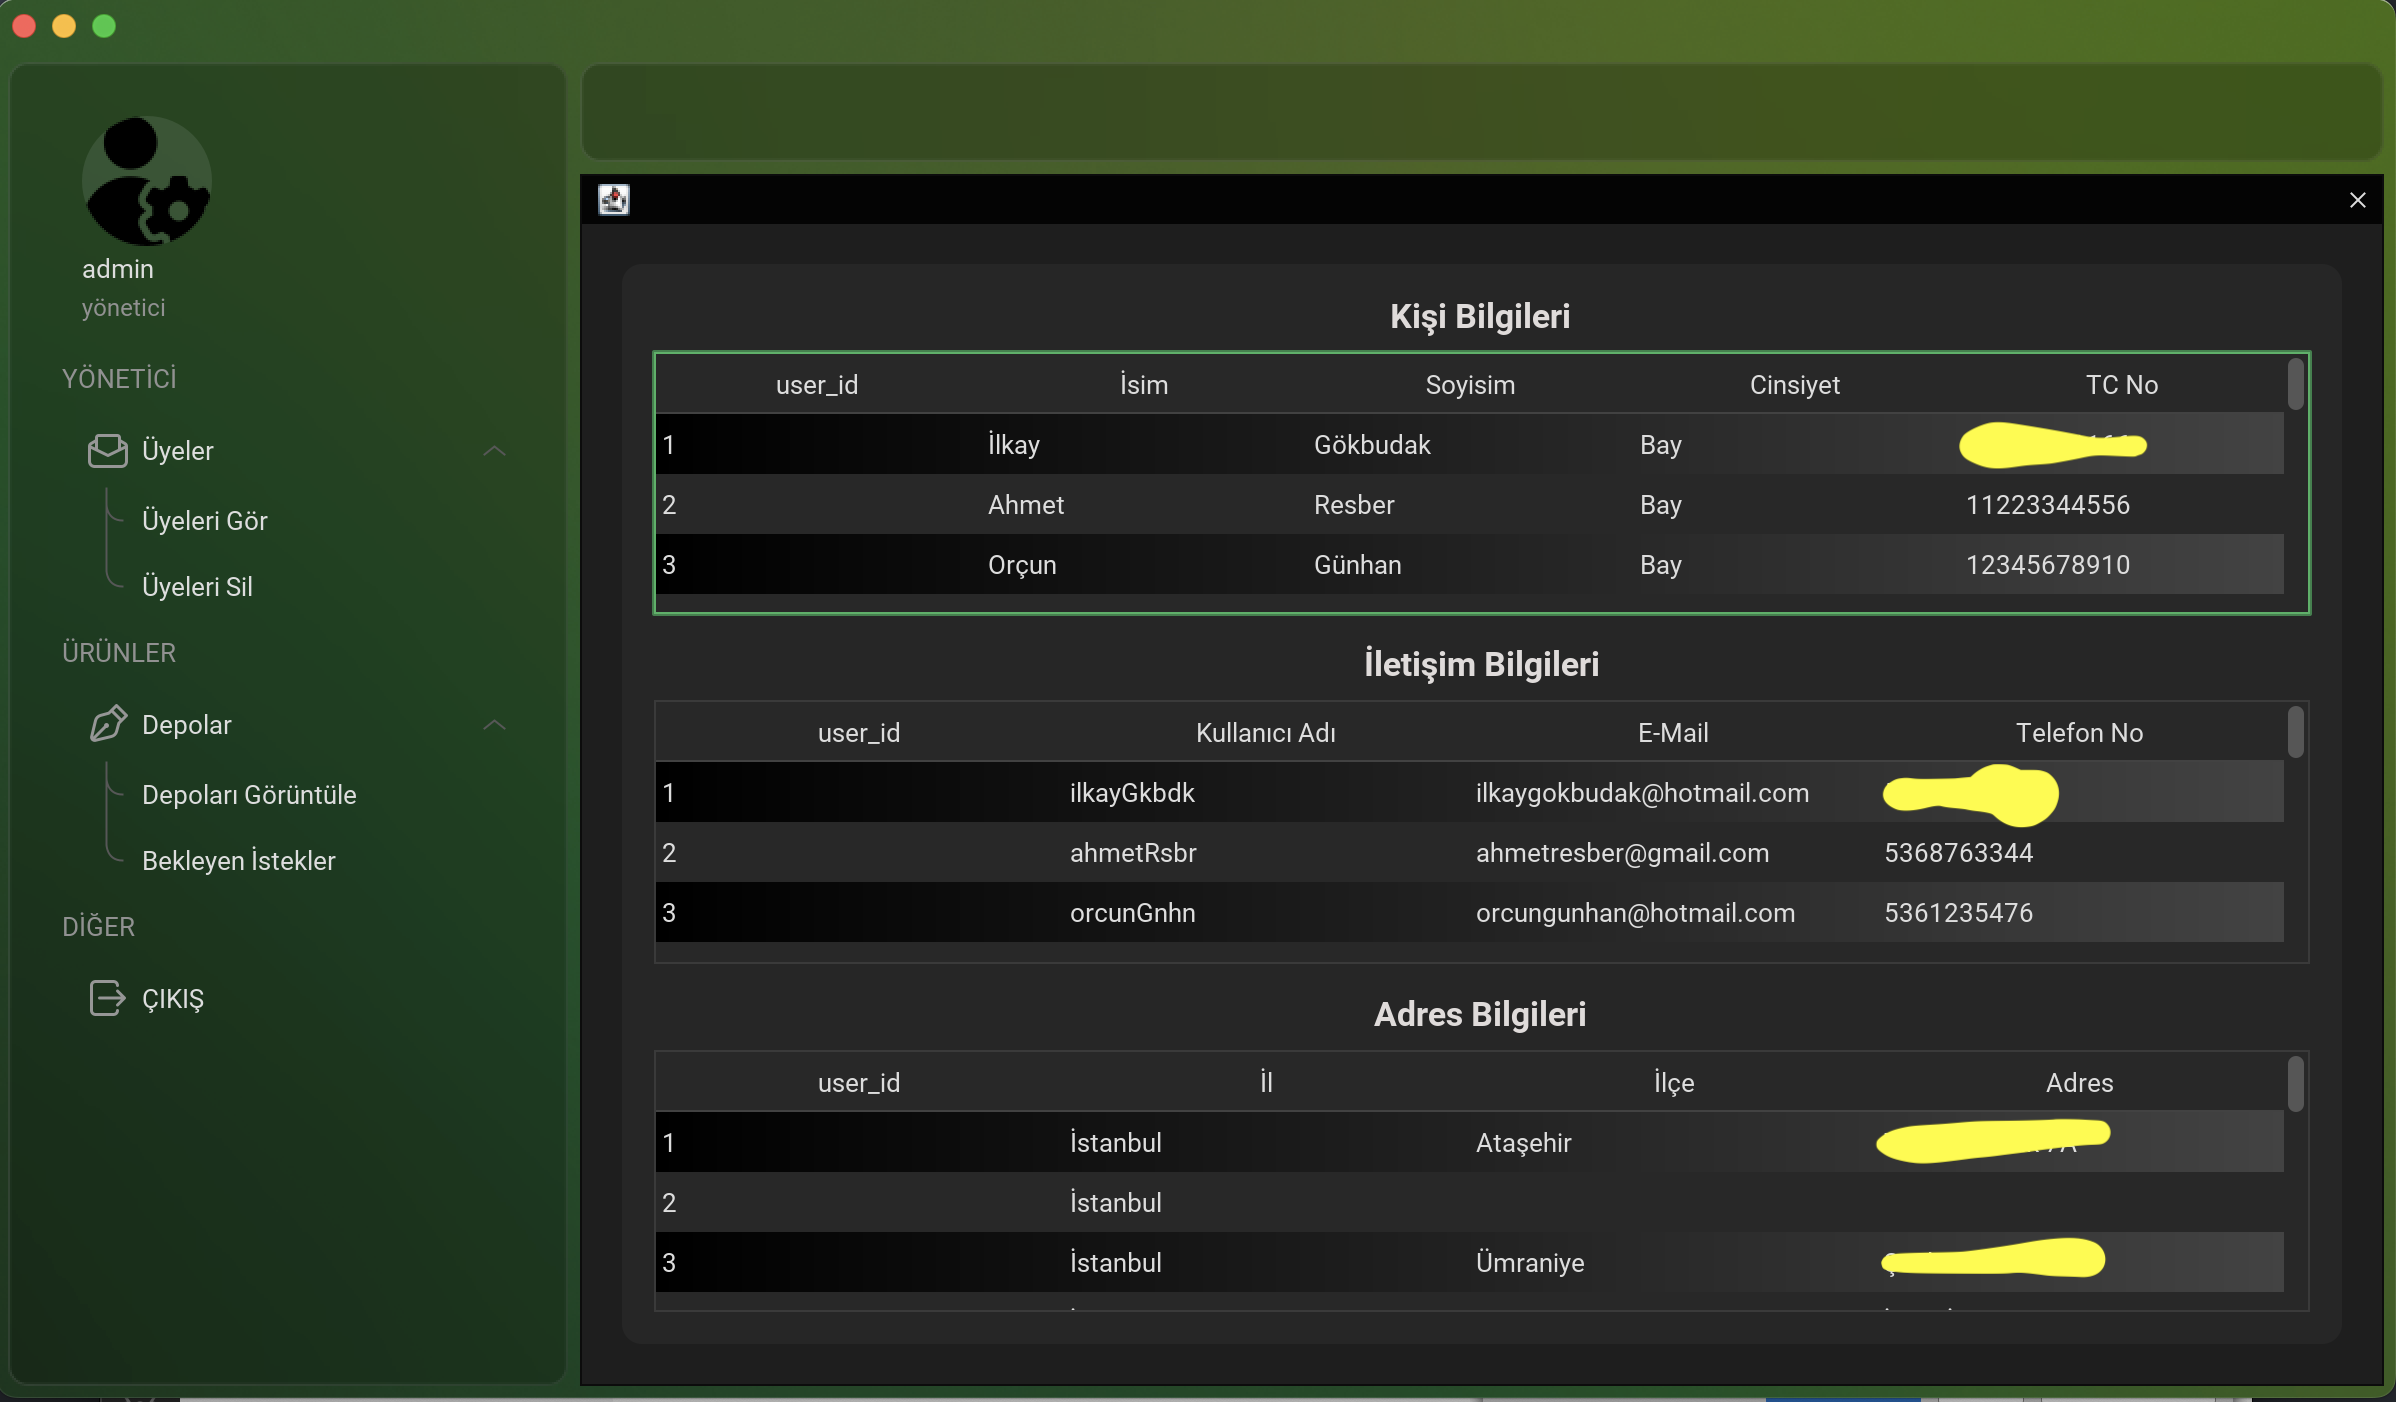 admin
yönetici
YÖNETİCİ
Üyeler
Üyeleri Gör
Üyeleri Sil
ÜRÜNLER
Depolar
Depoları Görüntüle
Bekleyen İstekler
DİĞER
ÇIKIŞ
Kişi Bilgileri
user_id İsim Soyisim Cinsiyet TC No
1 İlkay Gökbudak Bay
2 Ahmet Resber Bay 11223344556
3 Orçun Günhan Bay 12345678910
İletişim Bilgileri
user_id Kullanıcı Adı E-Mail Telefon No
1 ilkayGkbdk ilkaygokbudak@hotmail.com
2 ahmetRsbr ahmetresber@gmail.com 5368763344
3 orcunGnhn orcungunhan@hotmail.com 5361235476
Adres Bilgileri
user_id İl İlçe Adres
1 İstanbul Ataşehir
2 İstanbul
3 İstanbul Ümraniye